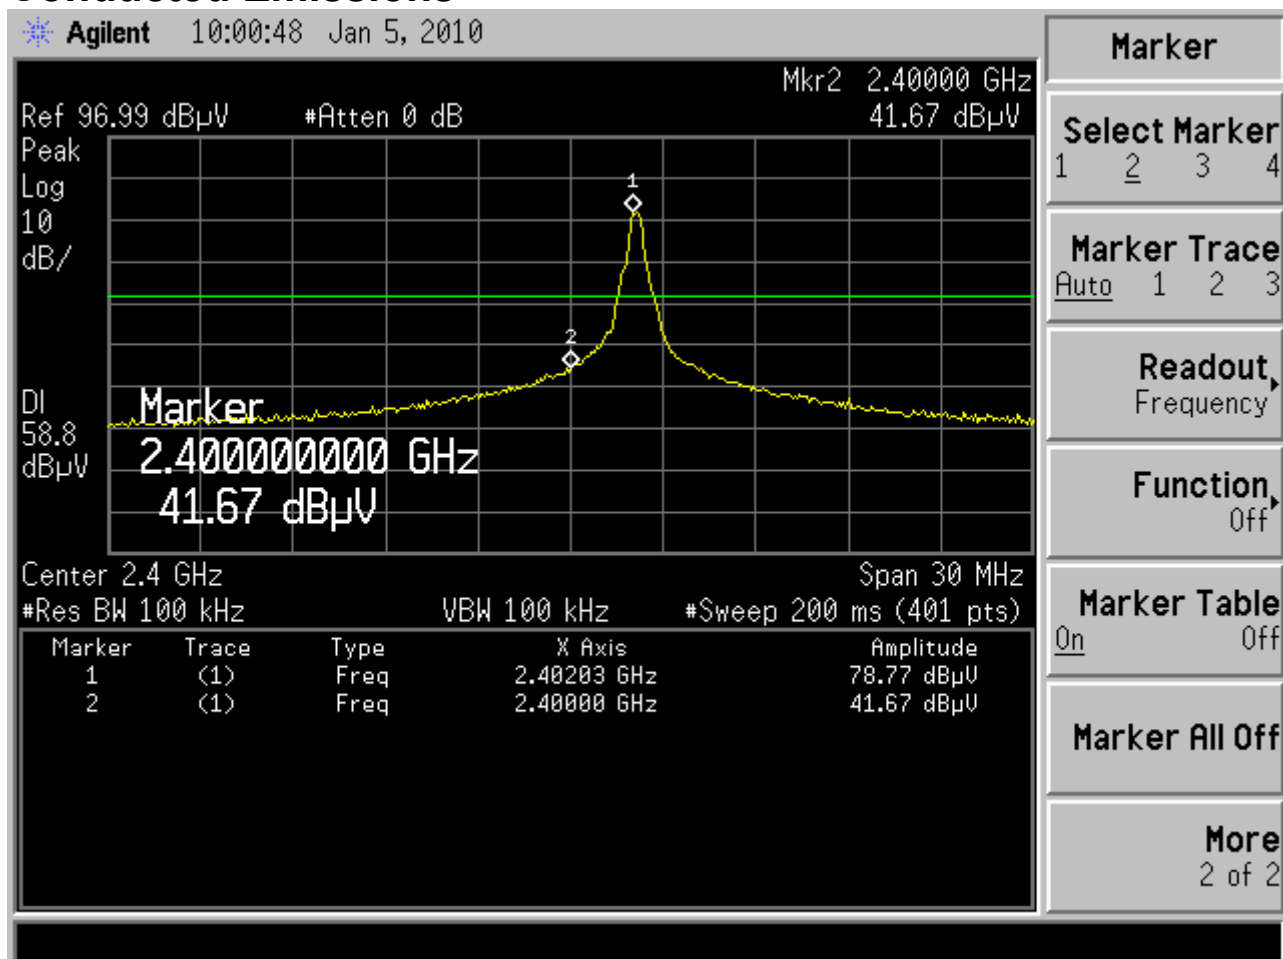 Conducted Emissions
Agilent 10:00:48 Jan 5, 2010
Mkr2 2.40000 GHz
Ref 96.99 dBµV #Atten 0 dB 41.67 dBµV
Peak
Log
10
dB/
1
2
DI
58.8
dBµV
Marker
2.400000000 GHz
41.67 dBµV
Center 2.4 GHz Span 30 MHz
#Res BW 100 kHz VBW 100 kHz #Sweep 200 ms (401 pts)
Marker Trace Type X Axis Amplitude
1 (1) Freq 2.40203 GHz 78.77 dBµV
2 (1) Freq 2.40000 GHz 41.67 dBµV
Marker
Select Marker
1 2 3 4
Marker Trace
Auto 1 2 3
Readout
Frequency
Function
Off
Marker Table
On Off
Marker All Off
More
2 of 2